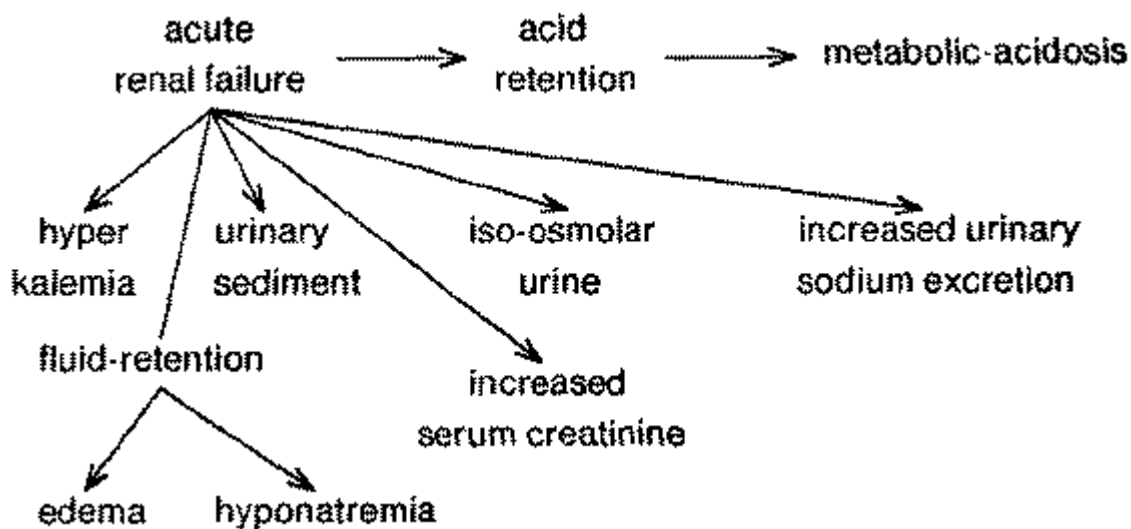 acute
renal failure
acid
retention
metabolic-acidosis
hyper
kalemia
urinary
sediment
iso-osmolar
urine
increased urinary
sodium excretion
fluid-retention
increased
serum creatinine
edema
hyponatremia